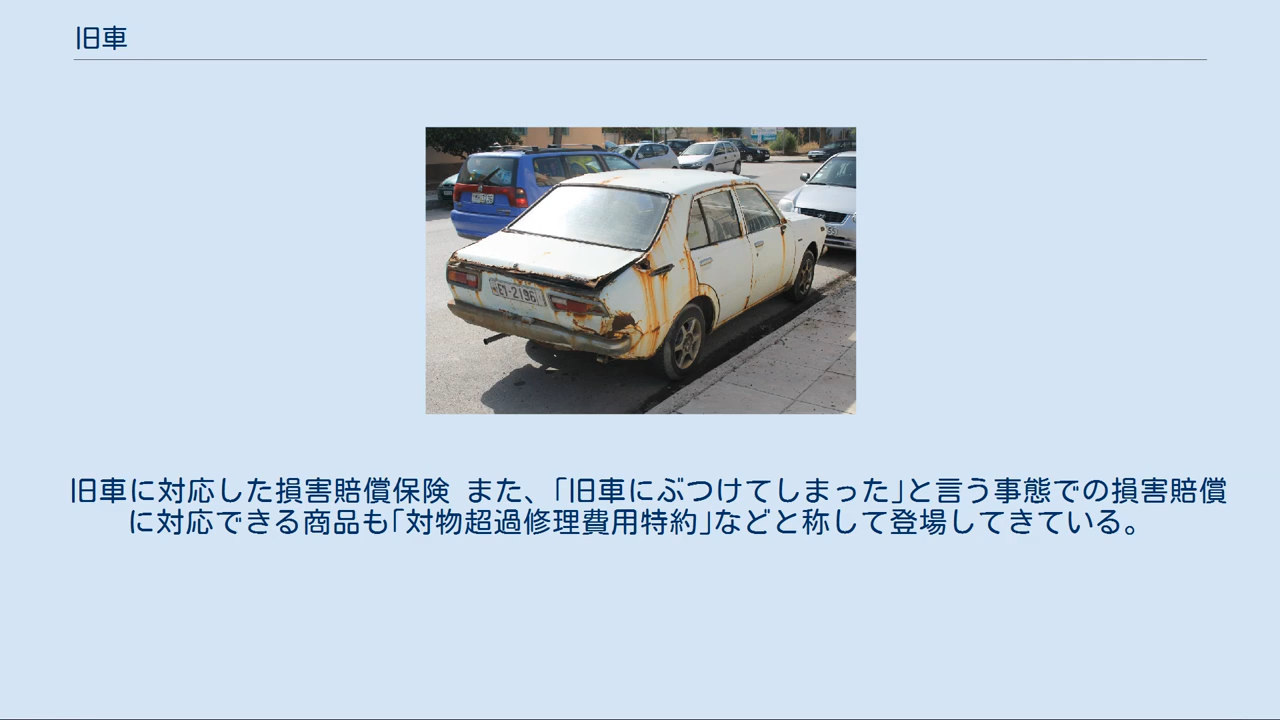 旧車
EJ-2196
旧車に対応した損害賠償保険 また、｢旧車にぶつけてしまった｣と言う事態での損害賠償
に対応できる商品も｢対物超過修理費用特約｣などと称して登場してきている。